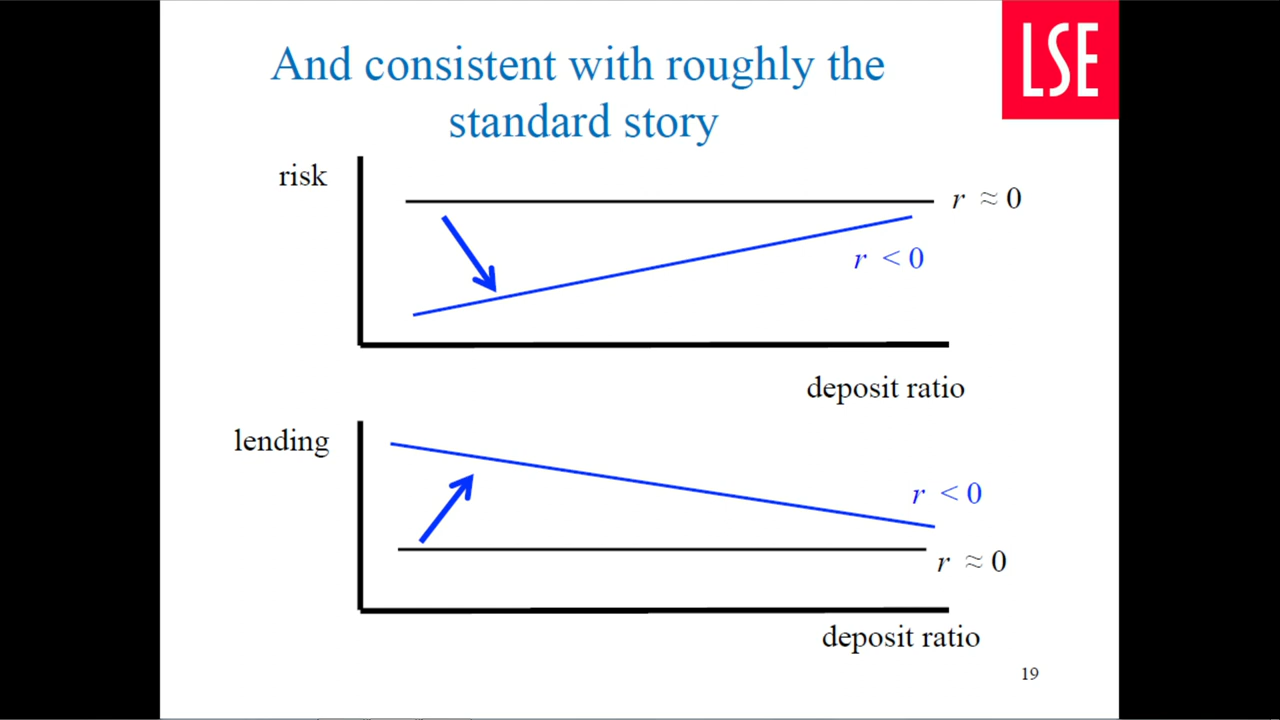 And consistent with roughly the
standard story
LSE
risk
r ≈ 0
r < 0
deposit ratio
lending
r < 0
r ≈ 0
deposit ratio
19